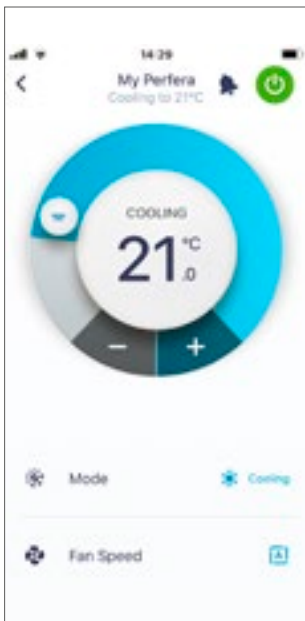 14:29
My Perfera
Cooling to 21°C
COOLING
21.0 °C
− +
Mode Cooling
Fan Speed A